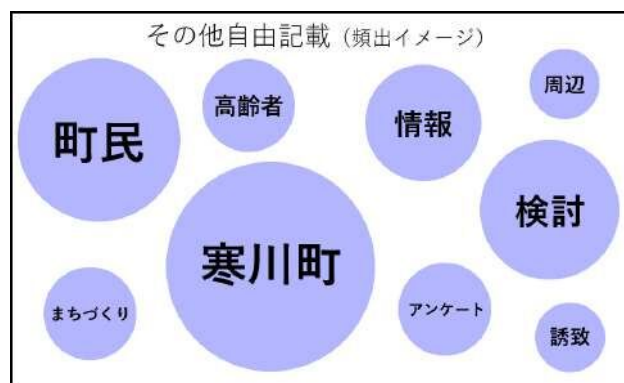 その他自由記載（頻出イメージ）
周辺
高齢者
情報
町民
検討
寒川町
まちづくり
アンケート
誘致